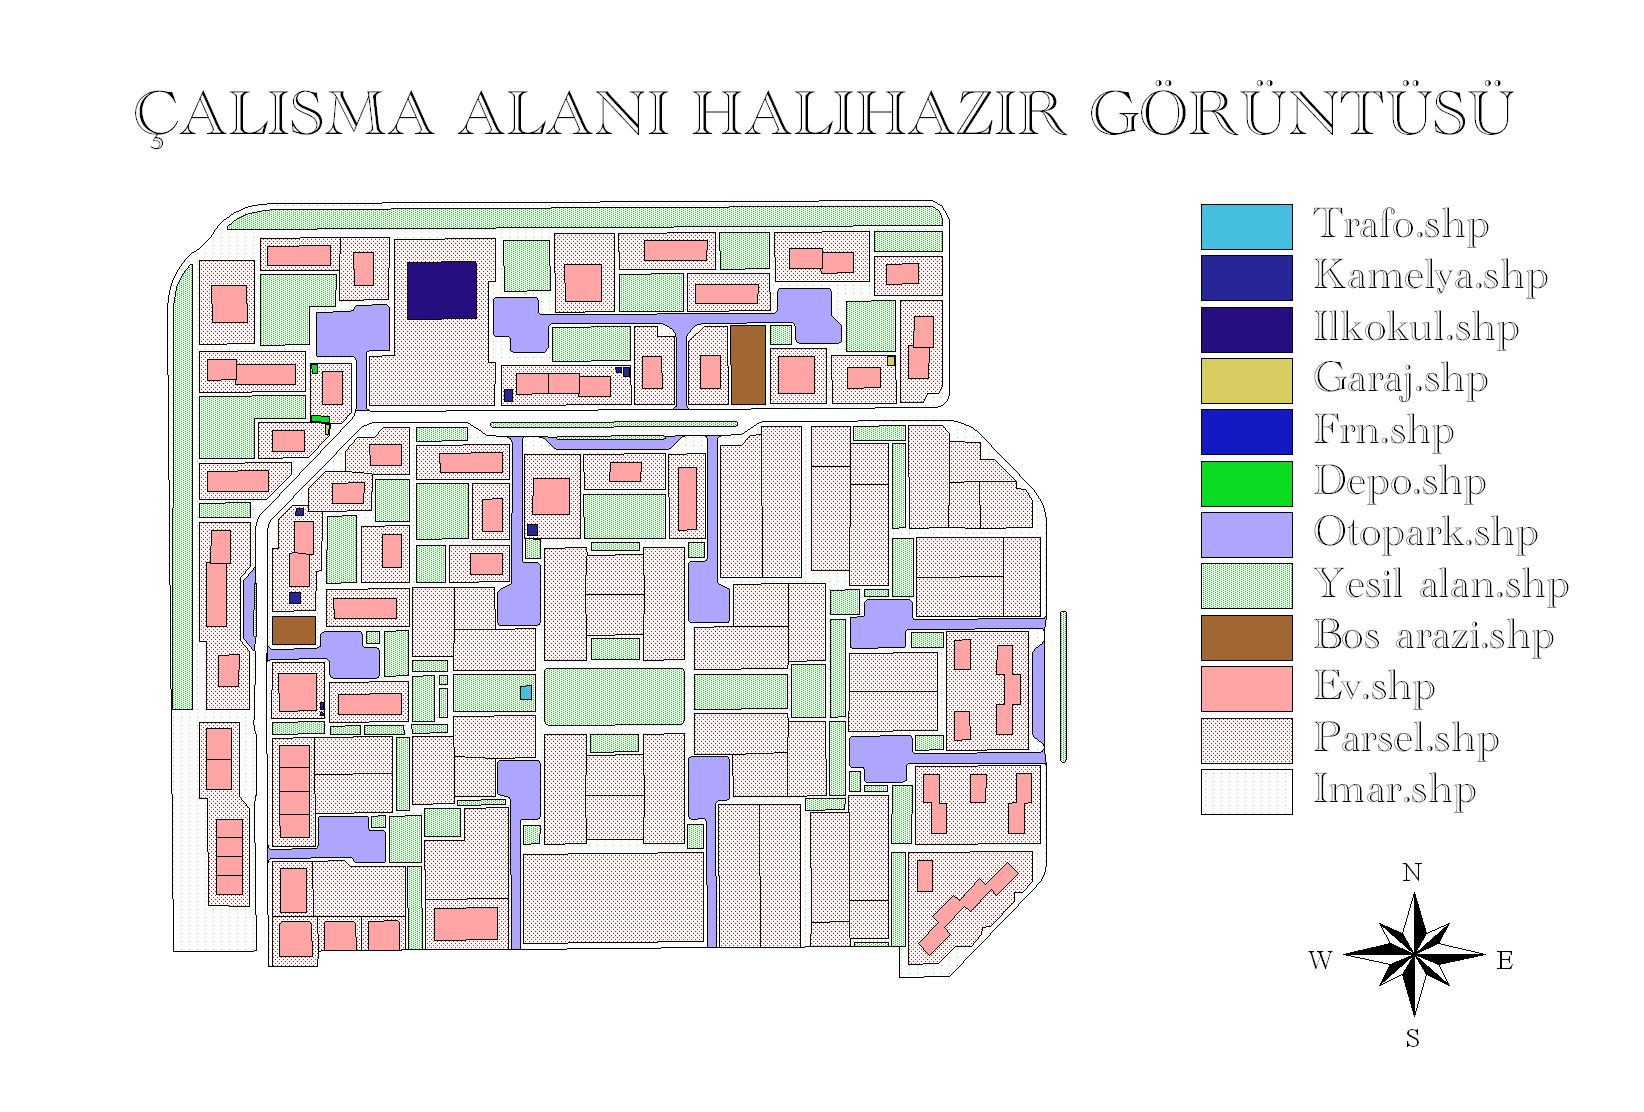 ÇALISMA ALANI HALIHAZIR GÖRÜNTÜSÜ
Trafo.shp
Kamelya.shp
Ilkokul.shp
Garaj.shp
Frn.shp
Depo.shp
Otopark.shp
Yesil alan.shp
Bos arazi.shp
Ev.shp
Parsel.shp
Imar.shp
N
W E
S